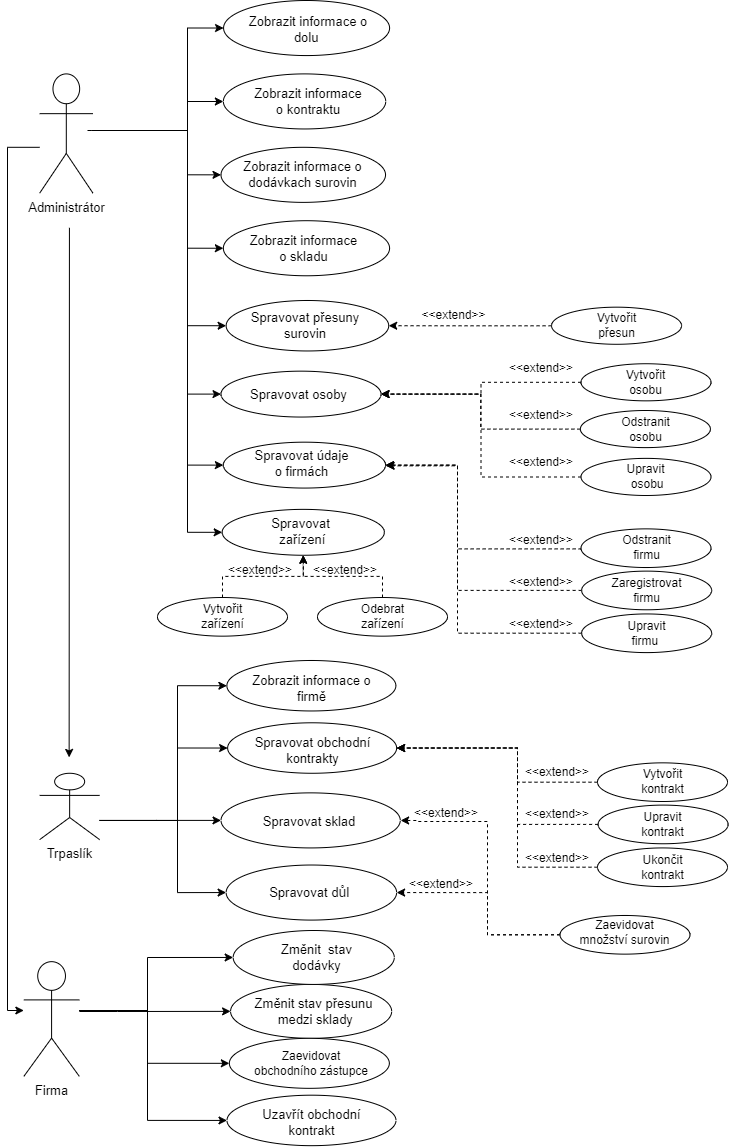 Zobrazit informace o
dolu
Zobrazit informace
o kontraktu
Administrátor
Zobrazit informace o
dodávkach surovin
Zobrazit informace
o skladu
Spravovat přesuny
surovin
<<extend>>
Vytvořit
přesun
Spravovat osoby
<<extend>>
Vytvořit
osobu
<<extend>>
Odstranit
osobu
<<extend>>
Upravit
osobu
Spravovat údaje
o firmách
<<extend>>
Odstranit
firmu
<<extend>>
Zaregistrovat
firmu
<<extend>>
Upravit
firmu
Spravovat
zařízení
<<extend>>
<<extend>>
Vytvořit
zařízení
Odebrat
zařízení
Zobrazit informace o
firmě
Spravovat obchodní
kontrakty
<<extend>>
Vytvořit
kontrakt
<<extend>>
Upravit
kontrakt
<<extend>>
Ukončit
kontrakt
Trpaslík
Spravovat sklad
<<extend>>
Spravovat důl
<<extend>>
Zaevidovat
množství surovin
Změnit stav
dodávky
Změnit stav přesunu
medzi sklady
Firma
Zaevidovat
obchodního zástupce
Uzavřít obchodní
kontrakt